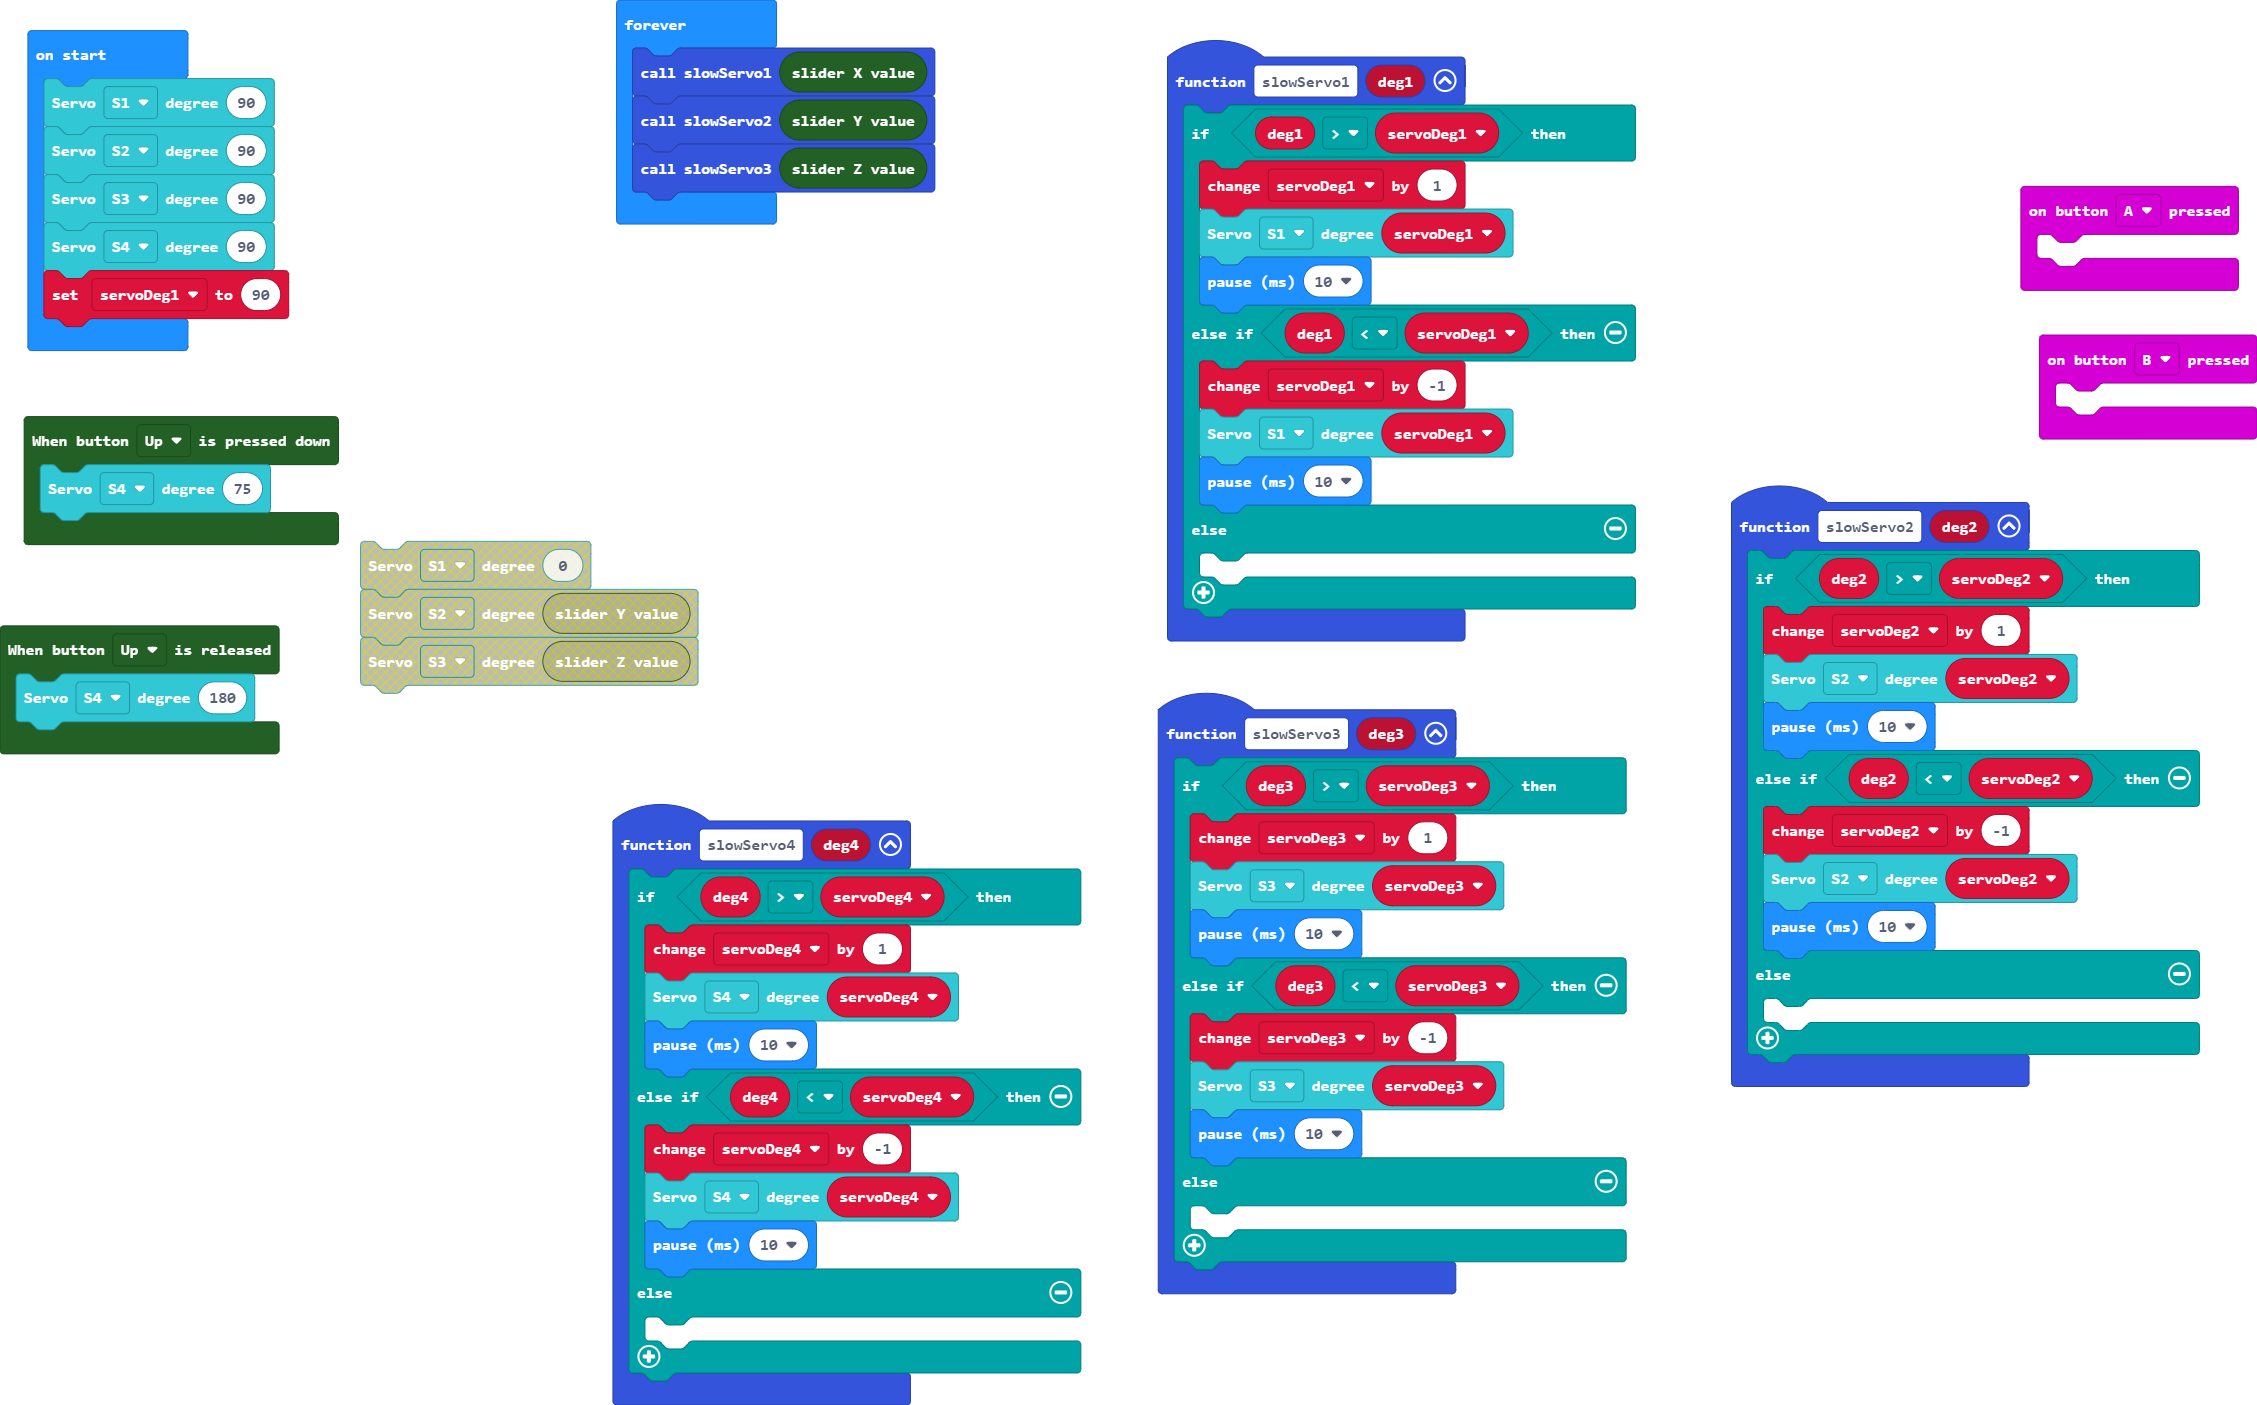 on start
Servo S1 degree 90
Servo S2 degree 90
Servo S3 degree 90
Servo S4 degree 90
set servoDeg1 to 90
When button Up is pressed down
Servo S4 degree 75
When button Up is released
Servo S4 degree 180
Servo S1 degree 0
Servo S2 degree slider Y value
Servo S3 degree slider Z value
forever
call slowServo1 slider X value
call slowServo2 slider Y value
call slowServo3 slider Z value
function slowServo4 deg4
if deg4 > servoDeg4 then
change servoDeg4 by 1
Servo S4 degree servoDeg4
pause (ms) 10
else if deg4 < servoDeg4 then
change servoDeg4 by -1
Servo S4 degree servoDeg4
pause (ms) 10
else
function slowServo1 deg1
if deg1 > servoDeg1 then
change servoDeg1 by 1
Servo S1 degree servoDeg1
pause (ms) 10
else if deg1 < servoDeg1 then
change servoDeg1 by -1
Servo S1 degree servoDeg1
pause (ms) 10
else
function slowServo3 deg3
if deg3 > servoDeg3 then
change servoDeg3 by 1
Servo S3 degree servoDeg3
pause (ms) 10
else if deg3 < servoDeg3 then
change servoDeg3 by -1
Servo S3 degree servoDeg3
pause (ms) 10
else
on button A pressed
on button B pressed
function slowServo2 deg2
if deg2 > servoDeg2 then
change servoDeg2 by 1
Servo S2 degree servoDeg2
pause (ms) 10
else if deg2 < servoDeg2 then
change servoDeg2 by -1
Servo S2 degree servoDeg2
pause (ms) 10
else